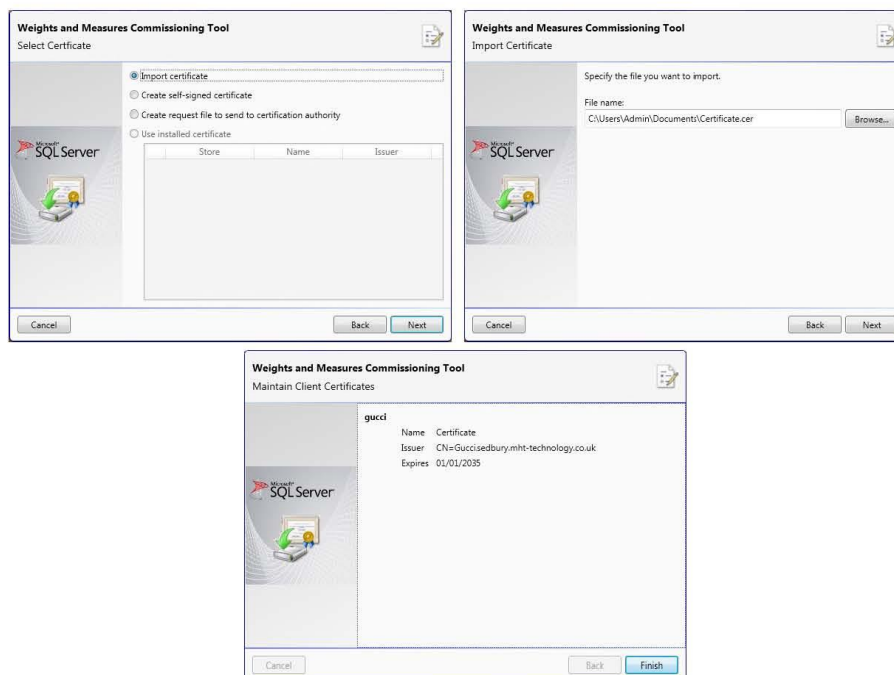 Weights and Measures Commissioning Tool
Select Certficate
Import certificate
Create self-signed certificate
Create request file to send to certification authority
Use installed certificate
Store Name Issuer
Microsoft
SQL Server
Cancel Back Next
Weights and Measures Commissioning Tool
Import Certificate
Specify the file you want to import.
File name:
C:\Users\Admin\Documents\Certificate.cer Browse...
Microsoft
SQL Server
Cancel Back Next
Weights and Measures Commissioning Tool
Maintain Client Certificates
gucci
Name Certificate
Issuer CN=Gucci.sedbury.mht-technology.co.uk
Expires 01/01/2035
Microsoft
SQL Server
Cancel Back Finish